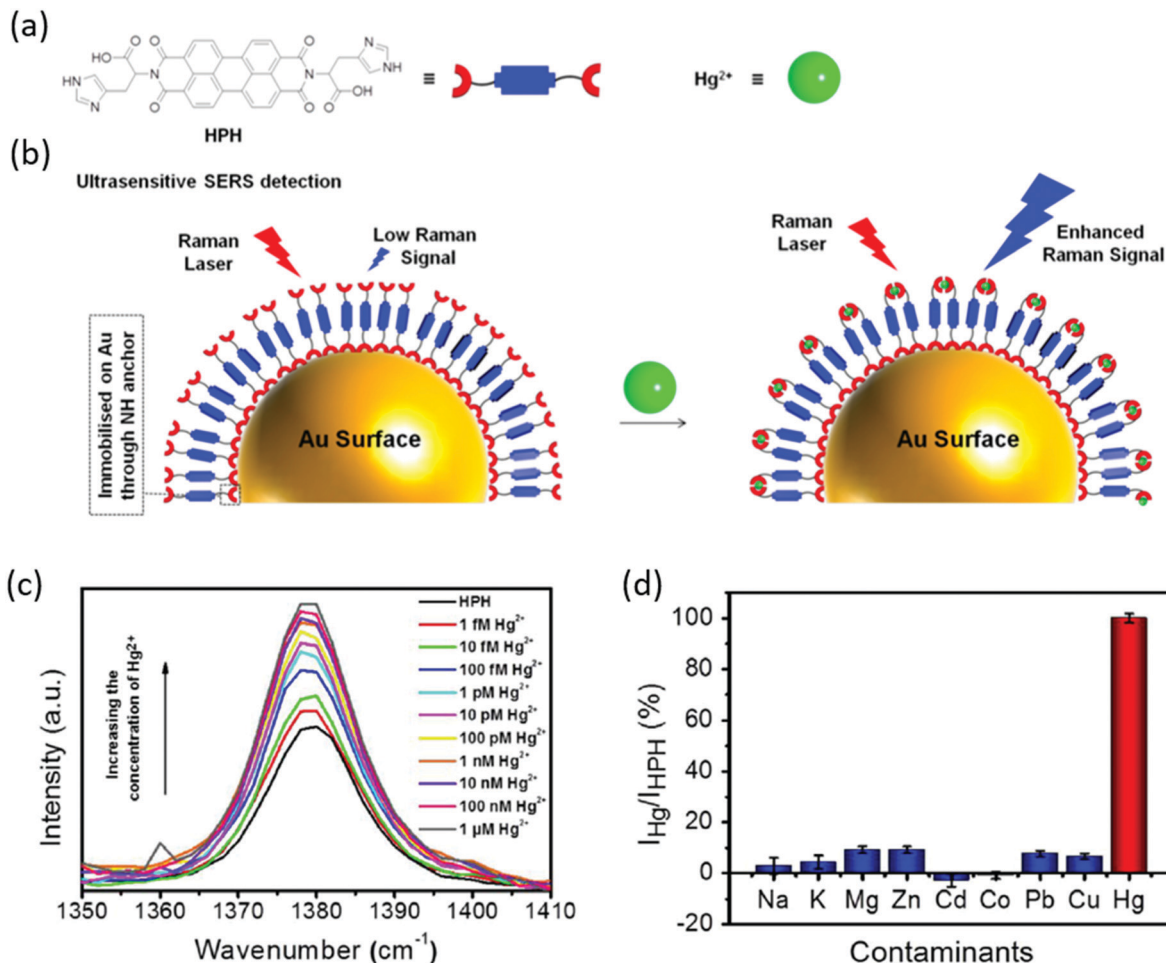 (a)
HO
O
O
O
N
NH
N
N
O
O
N
NH
O
OH
O
HPH
≡
Hg²⁺ ≡
(b)
Ultrasensitive SERS detection
Raman
Laser
Low Raman
Signal
Immobilised on Au
through NH anchor
Au Surface
Raman
Laser
Enhanced
Raman Signal
Au Surface
(c)
Intensity (a.u.)
Increasing the
concentration of Hg²⁺
HPH
1 fM Hg²⁺
10 fM Hg²⁺
100 fM Hg²⁺
1 pM Hg²⁺
10 pM Hg²⁺
100 pM Hg²⁺
1 nM Hg²⁺
10 nM Hg²⁺
100 nM Hg²⁺
1 µM Hg²⁺
1350 1360 1370 1380 1390 1400 1410
Wavenumber (cm⁻¹)
(d)
I_Hg/I_HPH (%)
100
80
60
40
20
0
-20
Na K Mg Zn Cd Co Pb Cu Hg
Contaminants